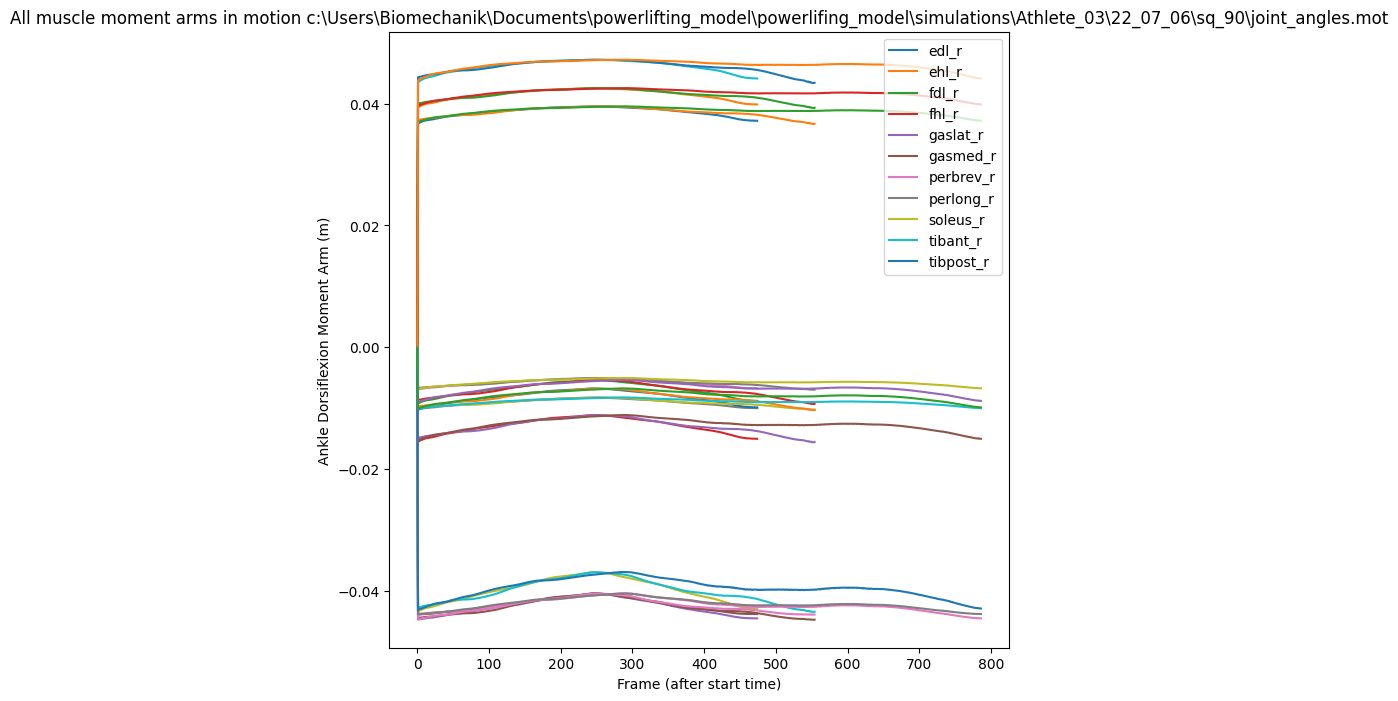 All muscle moment arms in motion c:\Users\Biomechanik\Documents\powerlifting_model\powerlifing_model\simulations\Athlete_03\22_07_06\sq_90\joint_angles.mot
edl_r
ehl_r
fdl_r
fhl_r
gaslat_r
gasmed_r
perbrev_r
perlong_r
soleus_r
tibant_r
tibpost_r
Ankle Dorsiflexion Moment Arm (m)
0.04
0.02
0.00
−0.02
−0.04
0 100 200 300 400 500 600 700 800
Frame (after start time)